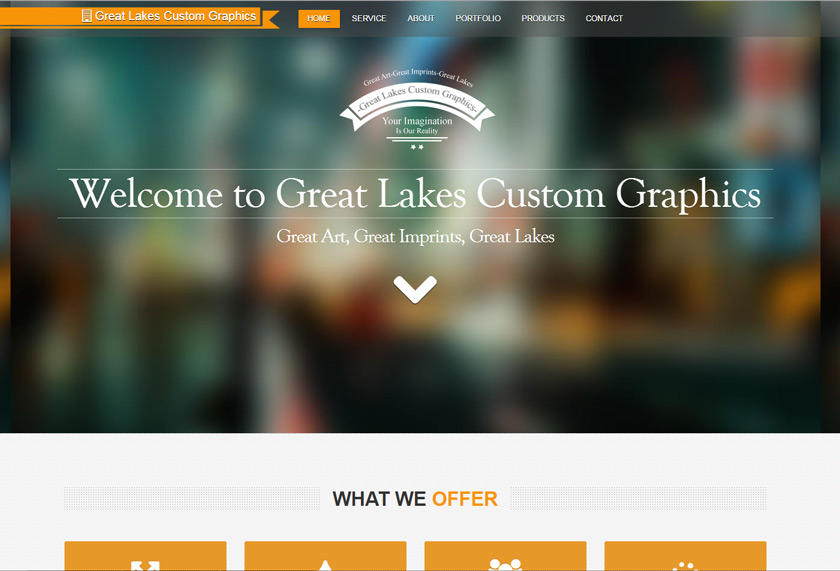 Great Lakes Custom Graphics
HOME SERVICE ABOUT PORTFOLIO PRODUCTS CONTACT
Great Art-Great Imprints-Great Lakes
-Great Lakes Custom Graphics-
Your Imagination
Is Our Reality
Welcome to Great Lakes Custom Graphics
Great Art, Great Imprints, Great Lakes
WHAT WE OFFER